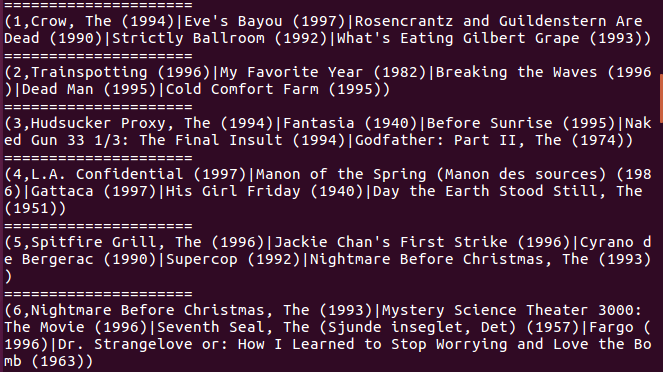 =====================
(1,Crow, The (1994)|Eve's Bayou (1997)|Rosencrantz and Guildenstern Are
Dead (1990)|Strictly Ballroom (1992)|What's Eating Gilbert Grape (1993))
=====================
(2,Trainspotting (1996)|My Favorite Year (1982)|Breaking the Waves (1996
)|Dead Man (1995)|Cold Comfort Farm (1995))
=====================
(3,Hudsucker Proxy, The (1994)|Fantasia (1940)|Before Sunrise (1995)|Nak
ed Gun 33 1/3: The Final Insult (1994)|Godfather: Part II, The (1974))
=====================
(4,L.A. Confidential (1997)|Manon of the Spring (Manon des sources) (198
6)|Gattaca (1997)|His Girl Friday (1940)|Day the Earth Stood Still, The
(1951))
=====================
(5,Spitfire Grill, The (1996)|Jackie Chan's First Strike (1996)|Cyrano d
e Bergerac (1990)|Supercop (1992)|Nightmare Before Christmas, The (1993)
)
=====================
(6,Nightmare Before Christmas, The (1993)|Mystery Science Theater 3000:
The Movie (1996)|Seventh Seal, The (Sjunde inseglet, Det) (1957)|Fargo (
1996)|Dr. Strangelove or: How I Learned to Stop Worrying and Love the Bo
mb (1963))